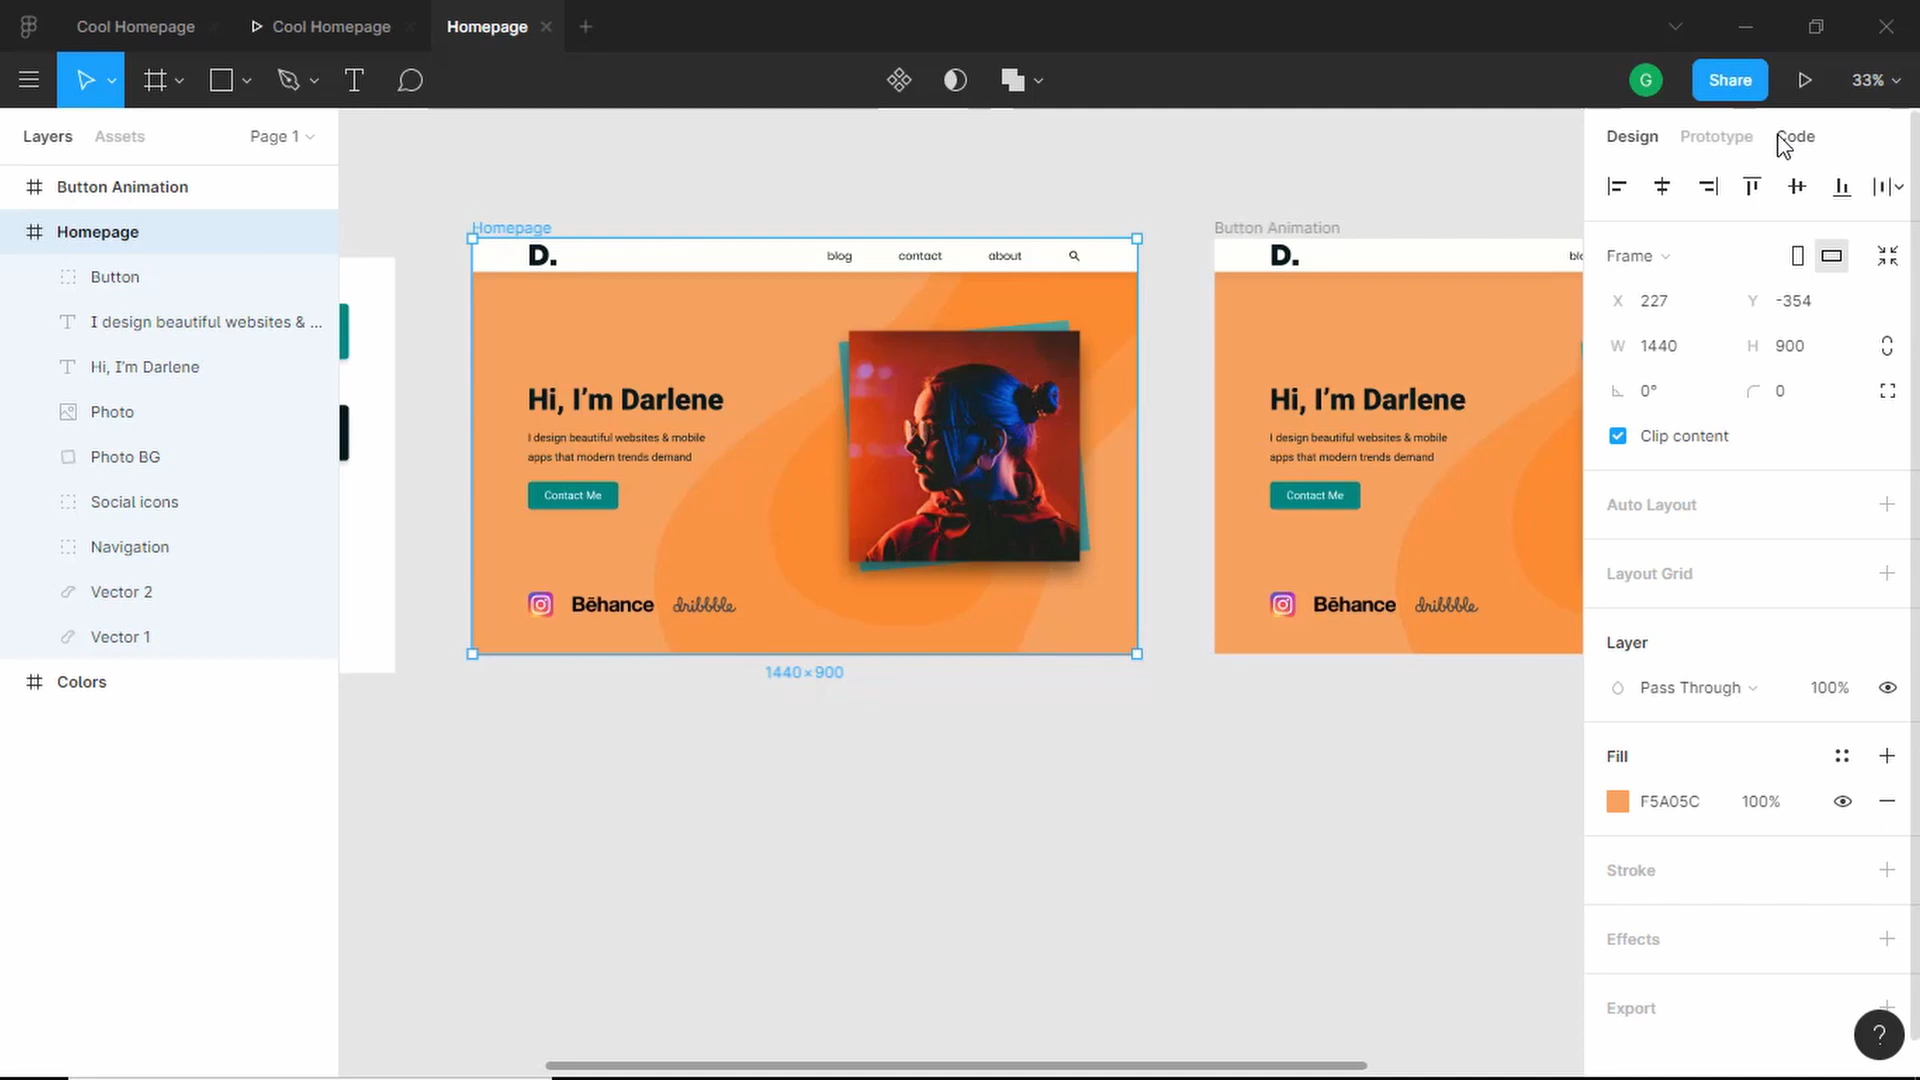 Cool Homepage
Cool Homepage
Homepage
T
G
Share
33%
Layers
Assets
Page 1
Button Animation
Homepage
Button
I design beautiful websites & ...
Hi, I'm Darlene
Photo
Photo BG
Social icons
Navigation
Vector 2
Vector 1
Colors
Homepage
D.
blog
contact
about
Hi, I'm Darlene
I design beautiful websites & mobile
apps that modern trends demand
Contact Me
Bēhance
dribbble
1440 × 900
Button Animation
D.
Hi, I'm Darlene
I design beautiful websites & mobile
apps that modern trends demand
Contact Me
Bēhance
dribbble
Design
Prototype
Code
Frame
X 227
Y -354
W 1440
H 900
0°
0
Clip content
Auto Layout
Layout Grid
Layer
Pass Through
100%
Fill
F5A05C
100%
Stroke
Effects
Export
?